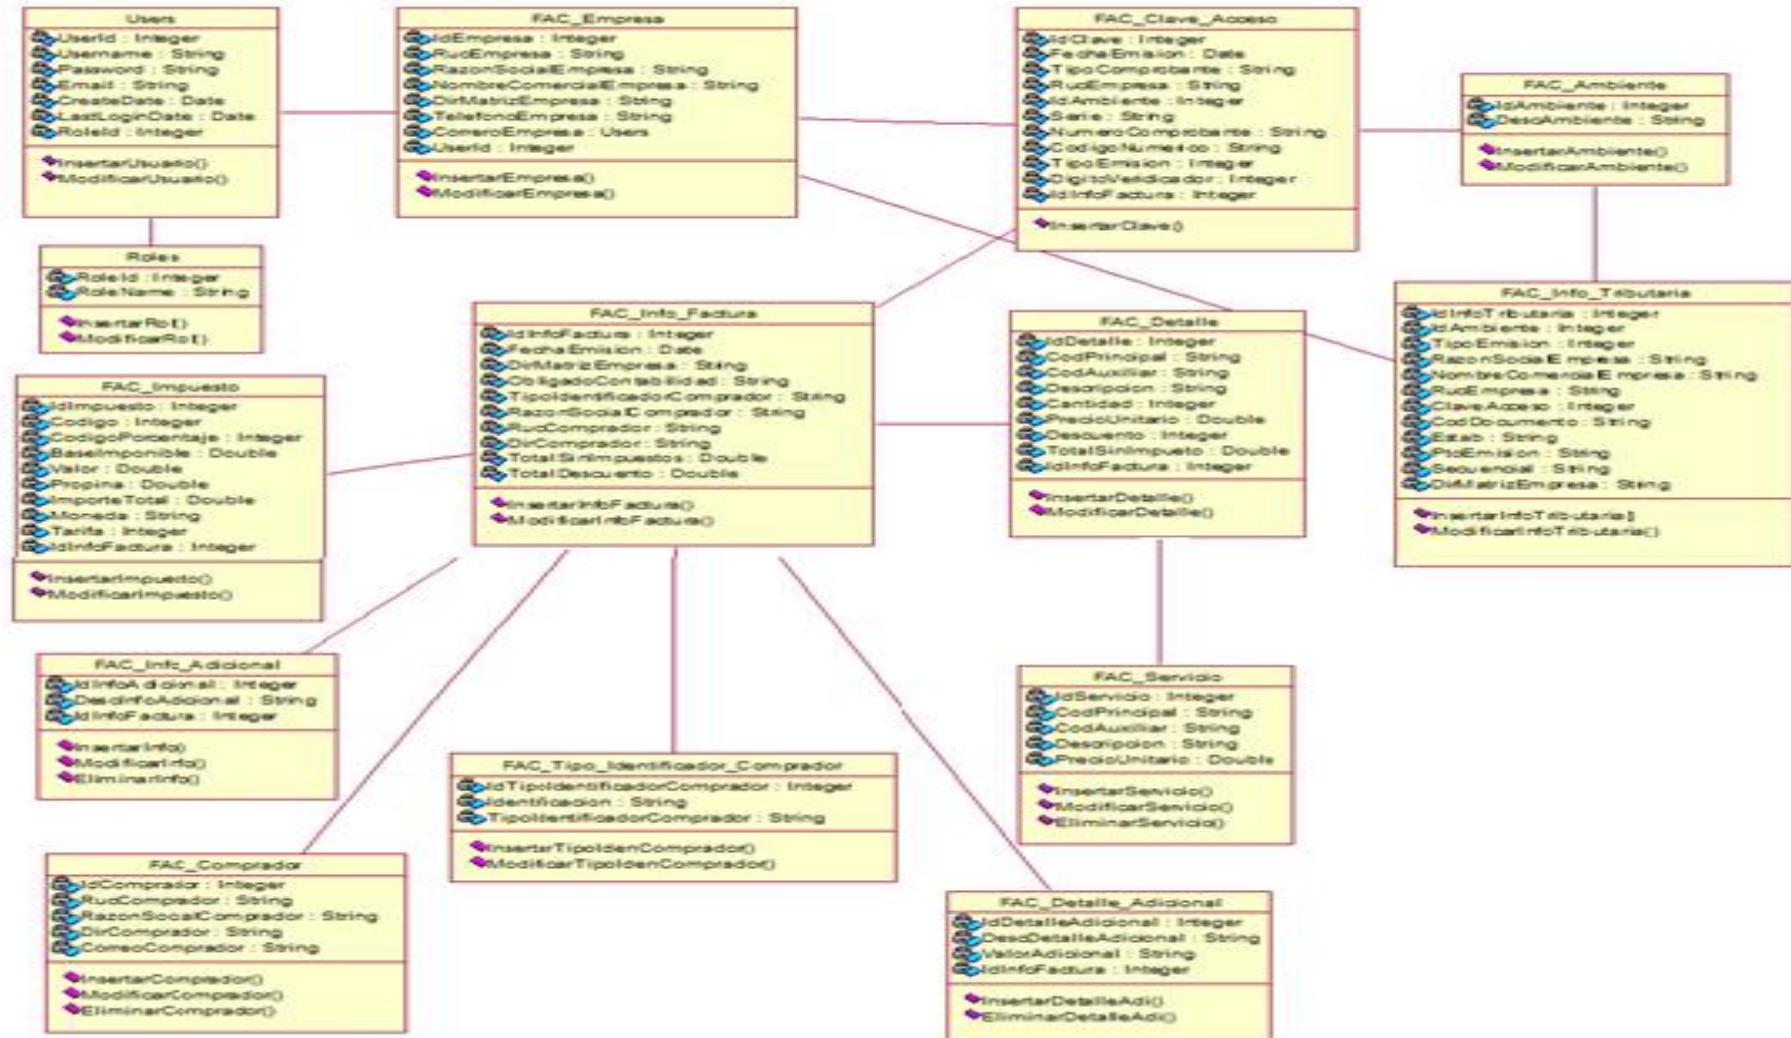 Users
UserId : Integer
Username : String
Password : String
Email : String
CreateDate : Date
LastLoginDate : Date
RoleId : Integer
InsertarUsuario()
ModificarUsuario()
FAC_Empresa
IdEmpresa : Integer
RucEmpresa : String
RazonSocialEmpresa : String
NombreComercialEmpresa : String
DirMatrizEmpresa : String
TelefonoEmpresa : String
CorreroEmpresa : Users
UserId : Integer
InsertarEmpresa()
ModificarEmpresa()
FAC_Clave_Acceso
IdClave : Integer
FechaEmision : Date
TipoComprobante : String
RucEmpresa : String
IdAmbiente : Integer
Serie : String
NumeroComprobante : String
CodigoNumerico : String
TipoEmision : Integer
DigitoVeridicador : Integer
IdInfoFactura : Integer
InsertarClave()
FAC_Ambiente
IdAmbiente : Integer
DescAmbiente : String
InsertarAmbiente()
ModificarAmbiente()
Roles
RoleId : Integer
RoleName : String
InsertarRol()
ModificarRol()
FAC_Info_Factura
IdInfoFactura : Integer
FechaEmision : Date
DirMatrizEmpresa : String
ObligadoContabilidad : String
TipoIdentificadorComprador : String
RazonSocialComprador : String
RucComprador : String
DirComprador : String
TotalSinImpuestos : Double
TotalDescuento : Double
InsertarInfoFactura()
ModificarInfoFactura()
FAC_Detalle
IdDetalle : Integer
CodPrincipal : String
CodAuxiliar : String
Descripcion : String
Cantidad : Integer
PrecioUnitario : Double
Descuento : Integer
TotalSinImpueto : Double
IdInfoFactura : Integer
InsertarDetalle()
ModificarDetalle()
FAC_Info_Tributaria
IdInfoTributaria : Integer
IdAmbiente : Integer
TipoEmision : Integer
RazonSocialEmpresa : String
NombreComercialEmpresa : String
RucEmpresa : String
ClaveAcceso : Integer
CodDocumento : String
Estab : String
PtoEmision : String
Secuencial : String
DirMatrizEmpresa : String
InsertarInfoTributaria()
ModificarInfoTributaria()
FAC_Impuesto
IdImpuesto : Integer
Codigo : Integer
CodigoPorcentaje : Integer
BaseImponible : Double
Valor : Double
Propina : Double
ImporteTotal : Double
Moneda : String
Tarifa : Integer
IdInfoFactura : Integer
InsertarImpuesto()
ModificarImpuesto()
FAC_Info_Adicional
IdInfoAdicional : Integer
DescInfoAdicional : String
IdInfoFactura : Integer
InsertarInfo()
ModificarInfo()
EliminarInfo()
FAC_Tipo_Identificador_Comprador
IdTipoIdentificadorComprador : Integer
Identificacion : String
TipoIdentificadorComprador : String
InsertarTipoIdenComprador()
ModificarTipoIdenComprador()
FAC_Servicio
IdServicio : Integer
CodPrincipal : String
CodAuxiliar : String
Descripcion : String
PrecioUnitario : Double
InsertarServicio()
ModificarServicio()
EliminarServicio()
FAC_Comprador
IdComprador : Integer
RucComprador : String
RazonSocialComprador : String
DirComprador : String
CorreoComprador : String
InsertarComprador()
ModificarComprador()
EliminarComprador()
FAC_Detalle_Adicional
IdDetalleAdicional : Integer
DescDetalleAdicional : String
ValorAdicional : String
IdInfoFactura : Integer
InsertarDetalleAdi()
EliminarDetalleAdi()